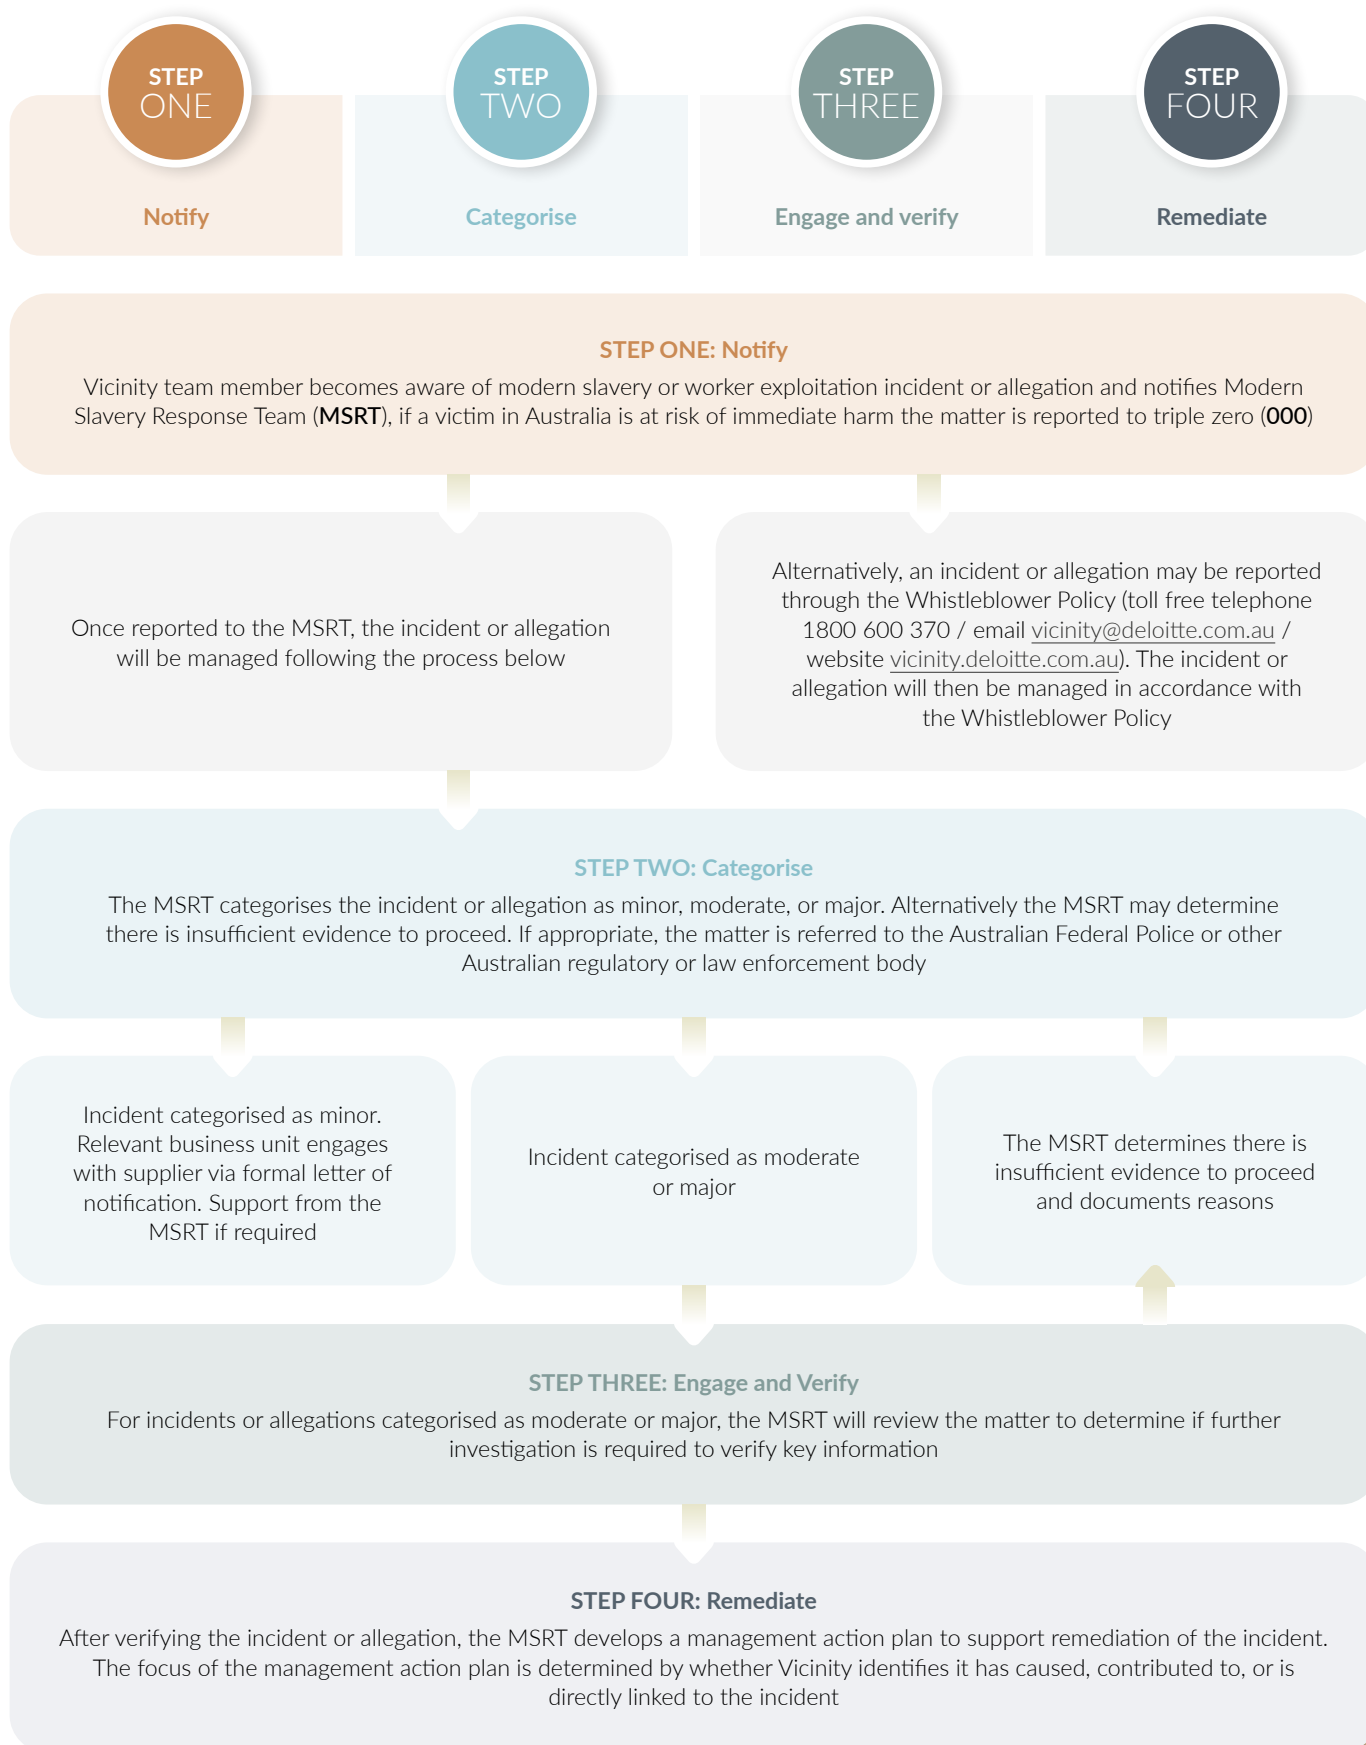 STEP
ONE
STEP
TWO
STEP
THREE
STEP
FOUR
Notify
Categorise
Engage and verify
Remediate
STEP ONE: Notify
Vicinity team member becomes aware of modern slavery or worker exploitation incident or allegation and notifies Modern
Slavery Response Team (MSRT), if a victim in Australia is at risk of immediate harm the matter is reported to triple zero (000)
Once reported to the MSRT, the incident or allegation
will be managed following the process below
Alternatively, an incident or allegation may be reported
through the Whistleblower Policy (toll free telephone
1800 600 370 / email vicinity@deloitte.com.au /
website vicinity.deloitte.com.au). The incident or
allegation will then be managed in accordance with
the Whistleblower Policy
STEP TWO: Categorise
The MSRT categorises the incident or allegation as minor, moderate, or major. Alternatively the MSRT may determine
there is insufficient evidence to proceed. If appropriate, the matter is referred to the Australian Federal Police or other
Australian regulatory or law enforcement body
Incident categorised as minor.
Relevant business unit engages
with supplier via formal letter of
notification. Support from the
MSRT if required
Incident categorised as moderate
or major
The MSRT determines there is
insufficient evidence to proceed
and documents reasons
STEP THREE: Engage and Verify
For incidents or allegations categorised as moderate or major, the MSRT will review the matter to determine if further
investigation is required to verify key information
STEP FOUR: Remediate
After verifying the incident or allegation, the MSRT develops a management action plan to support remediation of the incident.
The focus of the management action plan is determined by whether Vicinity identifies it has caused, contributed to, or is
directly linked to the incident